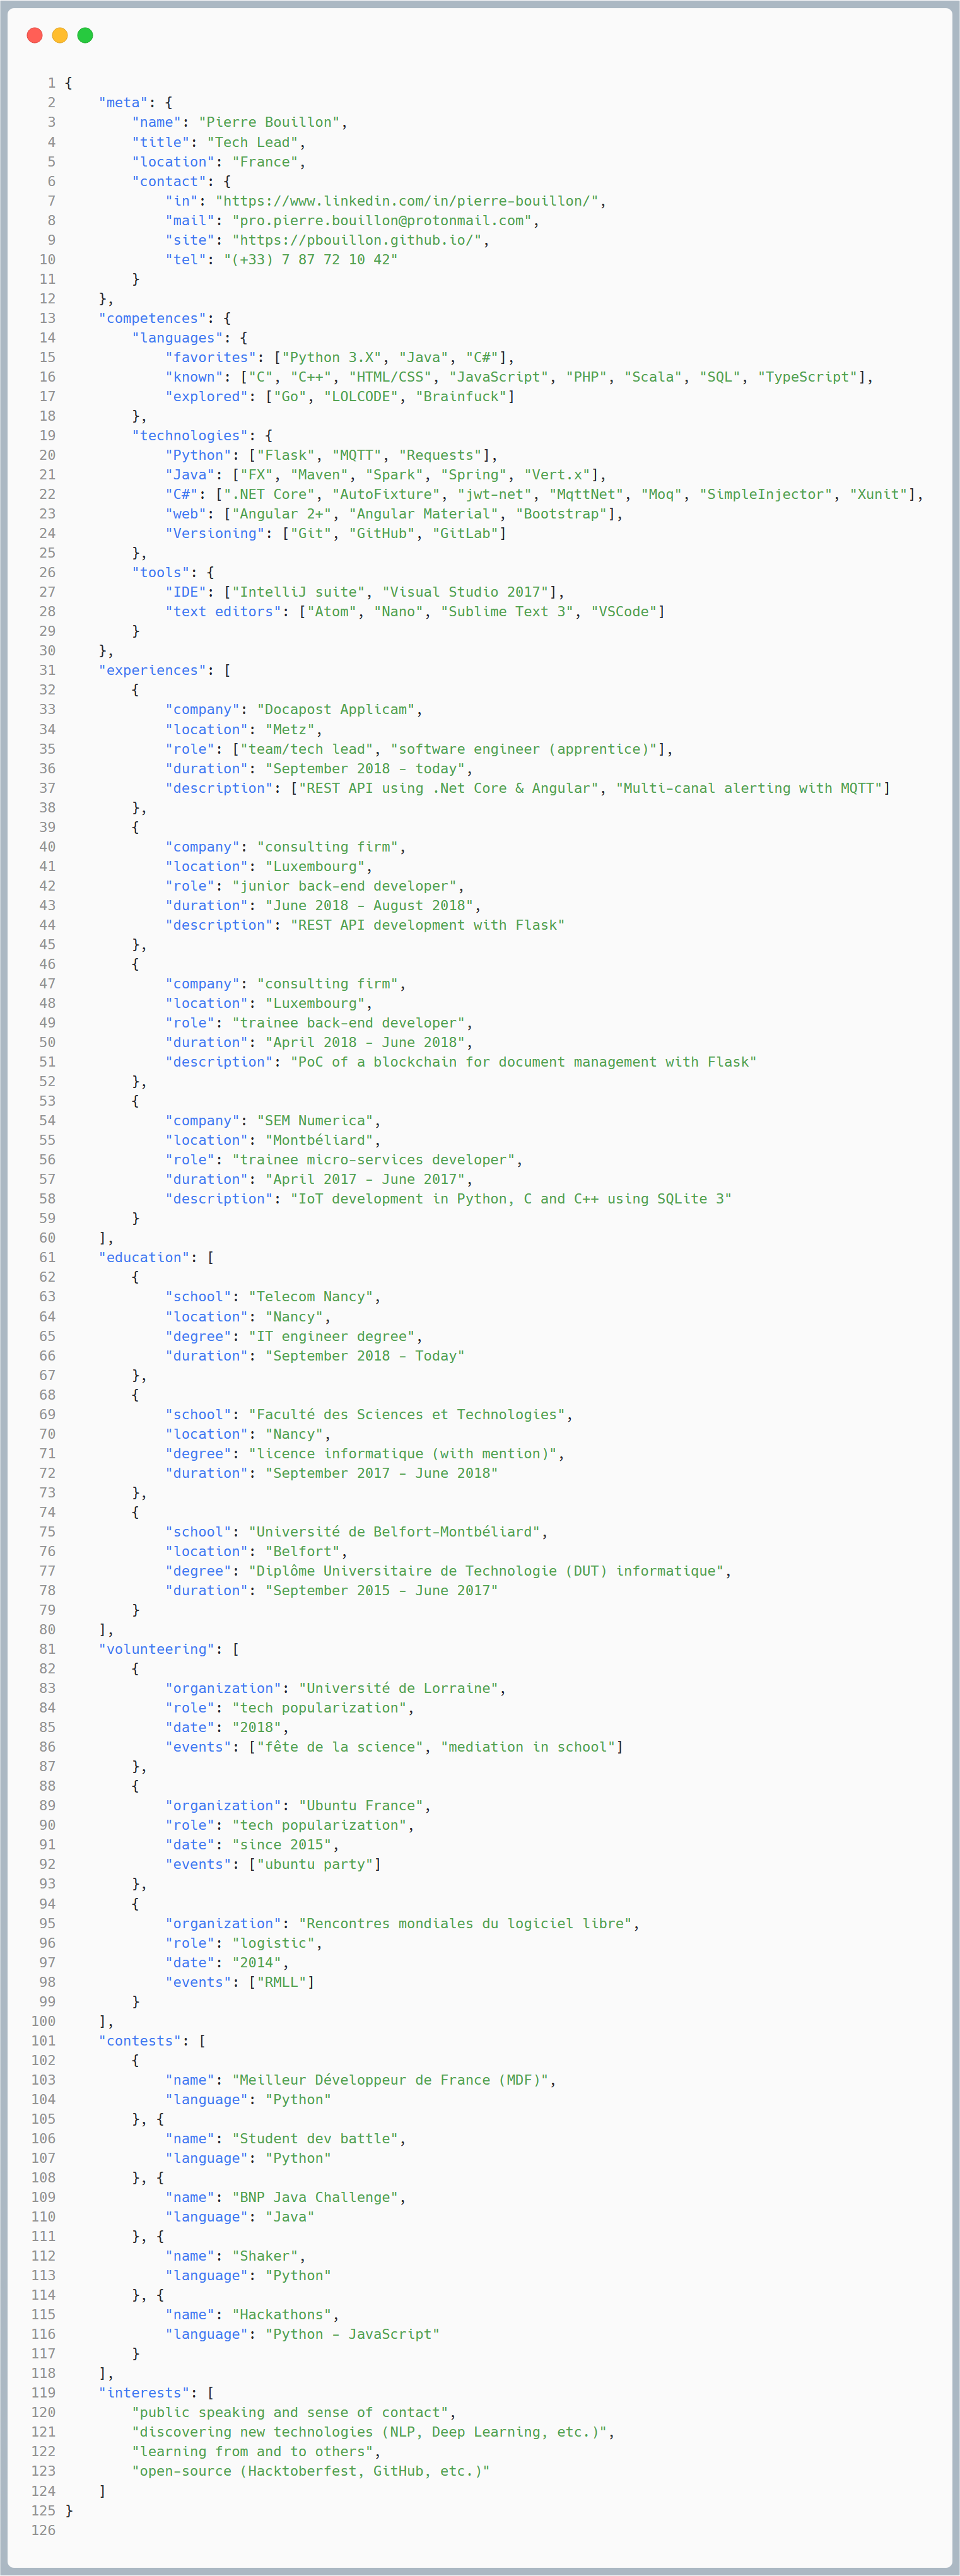 1 {
2     "meta": {
3         "name": "Pierre Bouillon",
4         "title": "Tech Lead",
5         "location": "France",
6         "contact": {
7             "in": "https://www.linkedin.com/in/pierre-bouillon/",
8             "mail": "pro.pierre.bouillon@protonmail.com",
9             "site": "https://pbouillon.github.io/",
10             "tel": "(+33) 7 87 72 10 42"
11         }
12     },
13     "competences": {
14         "languages": {
15             "favorites": ["Python 3.X", "Java", "C#"],
16             "known": ["C", "C++", "HTML/CSS", "JavaScript", "PHP", "Scala", "SQL", "TypeScript"],
17             "explored": ["Go", "LOLCODE", "Brainfuck"]
18         },
19         "technologies": {
20             "Python": ["Flask", "MQTT", "Requests"],
21             "Java": ["FX", "Maven", "Spark", "Spring", "Vert.x"],
22             "C#": [".NET Core", "AutoFixture", "jwt-net", "MqttNet", "Moq", "SimpleInjector", "Xunit"],
23             "web": ["Angular 2+", "Angular Material", "Bootstrap"],
24             "Versioning": ["Git", "GitHub", "GitLab"]
25         },
26         "tools": {
27             "IDE": ["IntelliJ suite", "Visual Studio 2017"],
28             "text editors": ["Atom", "Nano", "Sublime Text 3", "VSCode"]
29         }
30     },
31     "experiences": [
32         {
33             "company": "Docapost Applicam",
34             "location": "Metz",
35             "role": ["team/tech lead", "software engineer (apprentice)"],
36             "duration": "September 2018 - today",
37             "description": ["REST API using .Net Core & Angular", "Multi-canal alerting with MQTT"]
38         },
39         {
40             "company": "consulting firm",
41             "location": "Luxembourg",
42             "role": "junior back-end developer",
43             "duration": "June 2018 - August 2018",
44             "description": "REST API development with Flask"
45         },
46         {
47             "company": "consulting firm",
48             "location": "Luxembourg",
49             "role": "trainee back-end developer",
50             "duration": "April 2018 - June 2018",
51             "description": "PoC of a blockchain for document management with Flask"
52         },
53         {
54             "company": "SEM Numerica",
55             "location": "Montbéliard",
56             "role": "trainee micro-services developer",
57             "duration": "April 2017 - June 2017",
58             "description": "IoT development in Python, C and C++ using SQLite 3"
59         }
60     ],
61     "education": [
62         {
63             "school": "Telecom Nancy",
64             "location": "Nancy",
65             "degree": "IT engineer degree",
66             "duration": "September 2018 - Today"
67         },
68         {
69             "school": "Faculté des Sciences et Technologies",
70             "location": "Nancy",
71             "degree": "licence informatique (with mention)",
72             "duration": "September 2017 - June 2018"
73         },
74         {
75             "school": "Université de Belfort-Montbéliard",
76             "location": "Belfort",
77             "degree": "Diplôme Universitaire de Technologie (DUT) informatique",
78             "duration": "September 2015 - June 2017"
79         }
80     ],
81     "volunteering": [
82         {
83             "organization": "Université de Lorraine",
84             "role": "tech popularization",
85             "date": "2018",
86             "events": ["fête de la science", "mediation in school"]
87         },
88         {
89             "organization": "Ubuntu France",
90             "role": "tech popularization",
91             "date": "since 2015",
92             "events": ["ubuntu party"]
93         },
94         {
95             "organization": "Rencontres mondiales du logiciel libre",
96             "role": "logistic",
97             "date": "2014",
98             "events": ["RMLL"]
99         }
100     ],
101     "contests": [
102         {
103             "name": "Meilleur Développeur de France (MDF)",
104             "language": "Python"
105         }, {
106             "name": "Student dev battle",
107             "language": "Python"
108         }, {
109             "name": "BNP Java Challenge",
110             "language": "Java"
111         }, {
112             "name": "Shaker",
113             "language": "Python"
114         }, {
115             "name": "Hackathons",
116             "language": "Python - JavaScript"
117         }
118     ],
119     "interests": [
120         "public speaking and sense of contact",
121         "discovering new technologies (NLP, Deep Learning, etc.)",
122         "learning from and to others",
123         "open-source (Hacktoberfest, GitHub, etc.)"
124     ]
125 }
126